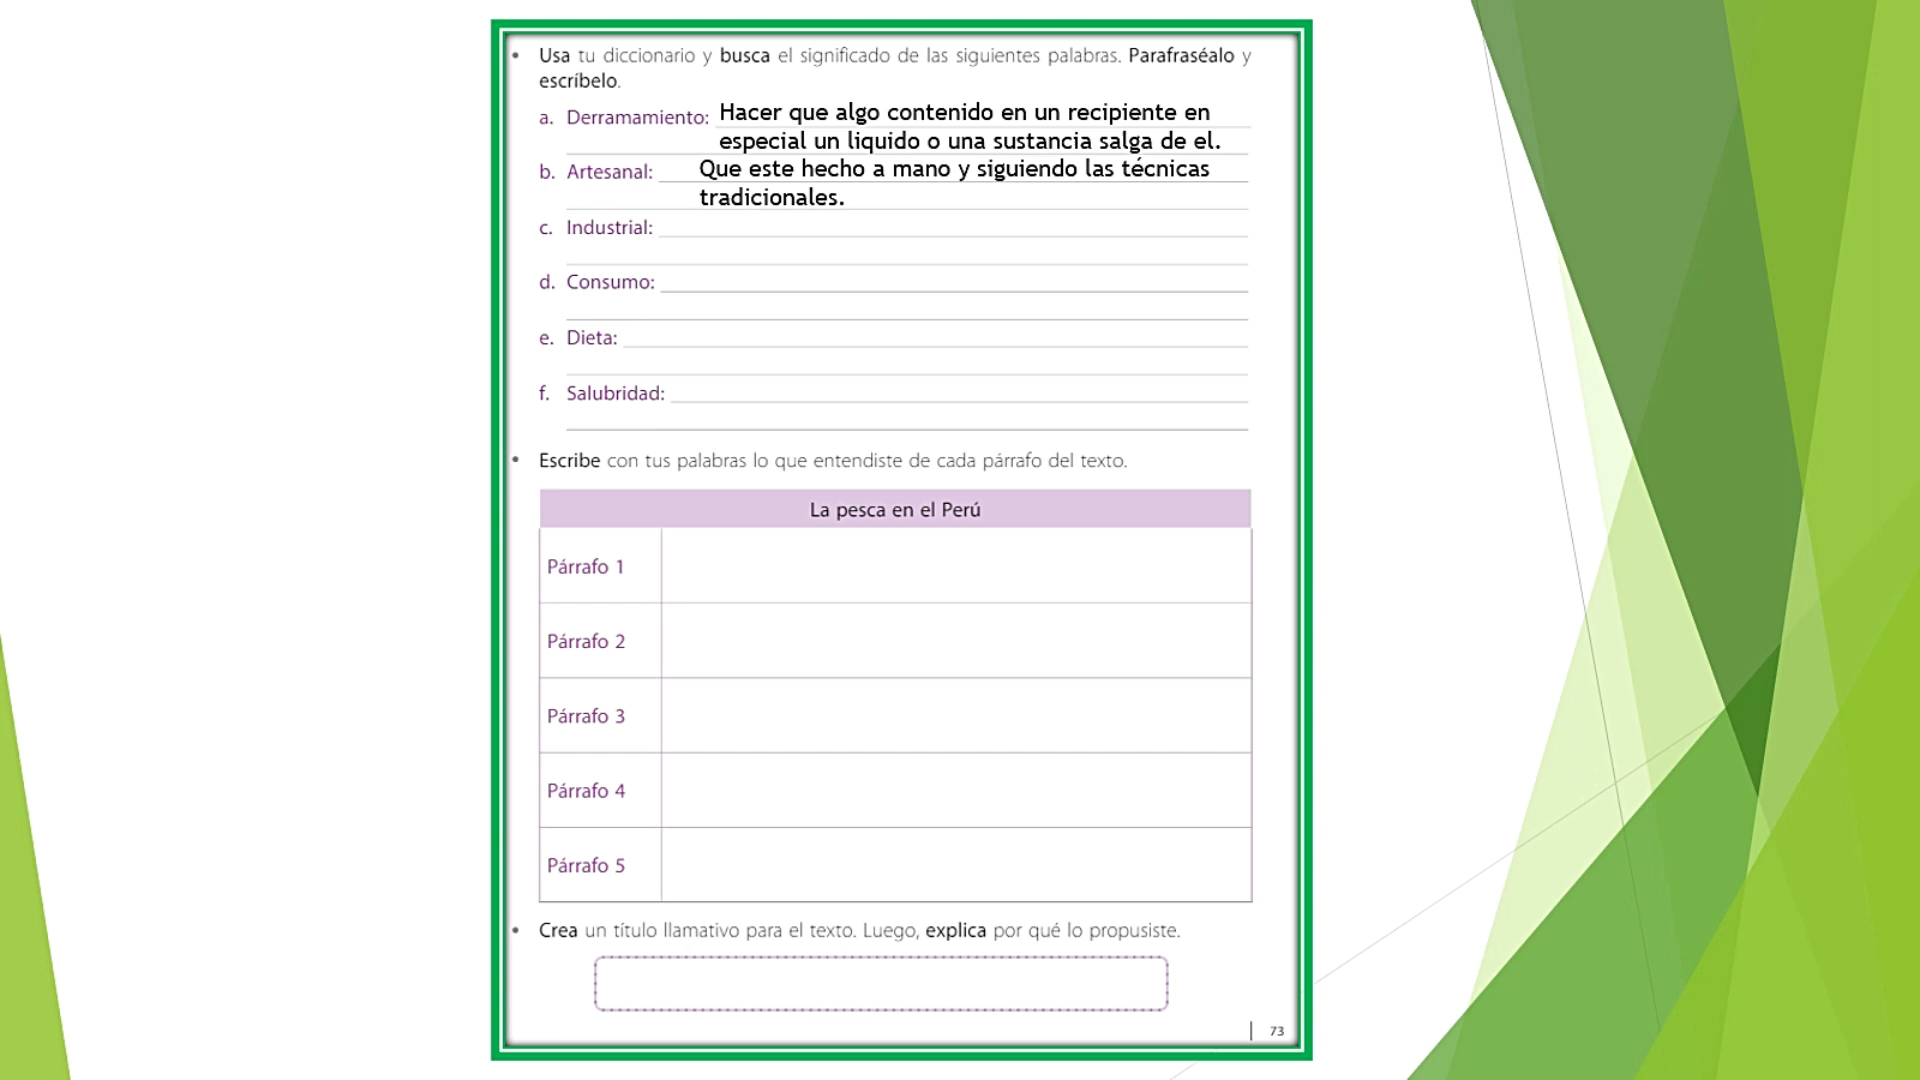 • Usa tu diccionario y busca el significado de las siguientes palabras. Parafraséalo y
escríbelo.
a. Derramamiento: Hacer que algo contenido en un recipiente en
especial un liquido o una sustancia salga de el.
b. Artesanal: Que este hecho a mano y siguiendo las técnicas
tradicionales.
c. Industrial:
d. Consumo:
e. Dieta:
f. Salubridad:
• Escribe con tus palabras lo que entendiste de cada párrafo del texto.
La pesca en el Perú
Párrafo 1
Párrafo 2
Párrafo 3
Párrafo 4
Párrafo 5
• Crea un título llamativo para el texto. Luego, explica por qué lo propusiste.
73